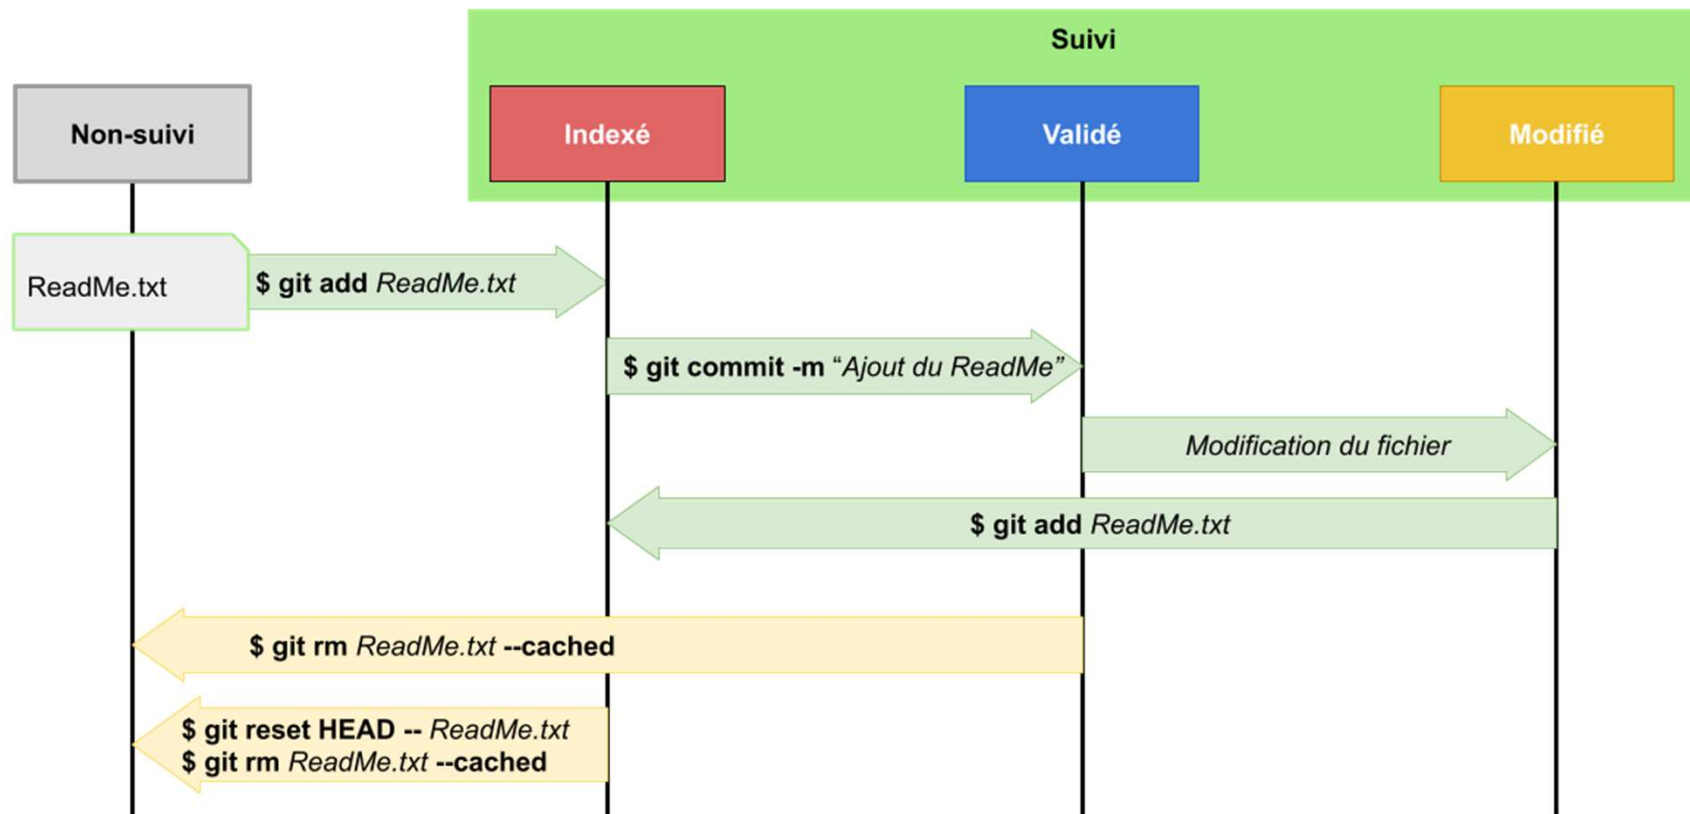 Suivi
Non-suivi
Indexé
Validé
Modifié
ReadMe.txt
$ git add ReadMe.txt
$ git commit -m “Ajout du ReadMe”
Modification du fichier
$ git add ReadMe.txt
$ git rm ReadMe.txt --cached
$ git reset HEAD -- ReadMe.txt
$ git rm ReadMe.txt --cached